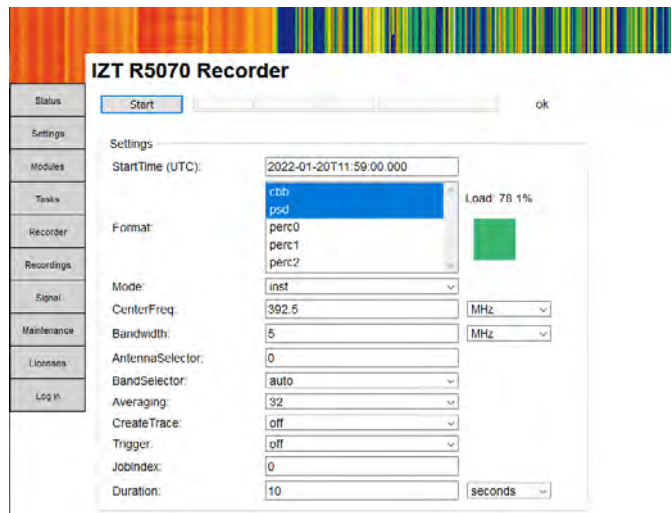 IZT R5070 Recorder
Status
Settings
Modules
Tasks
Recorder
Recordings
Signal
Maintenance
Licenses
Log in
Start
ok
Settings
StartTime (UTC): 2022-01-20T11:59:00.000
Format: cbb psd perc0 perc1 perc2
Load: 78.1%
Mode: inst
CenterFreq: 392.5 MHz
Bandwidth: 5 MHz
AntennaSelector: 0
BandSelector: auto
Averaging: 32
CreateTrace: off
Trigger: off
JobIndex: 0
Duration: 10 seconds